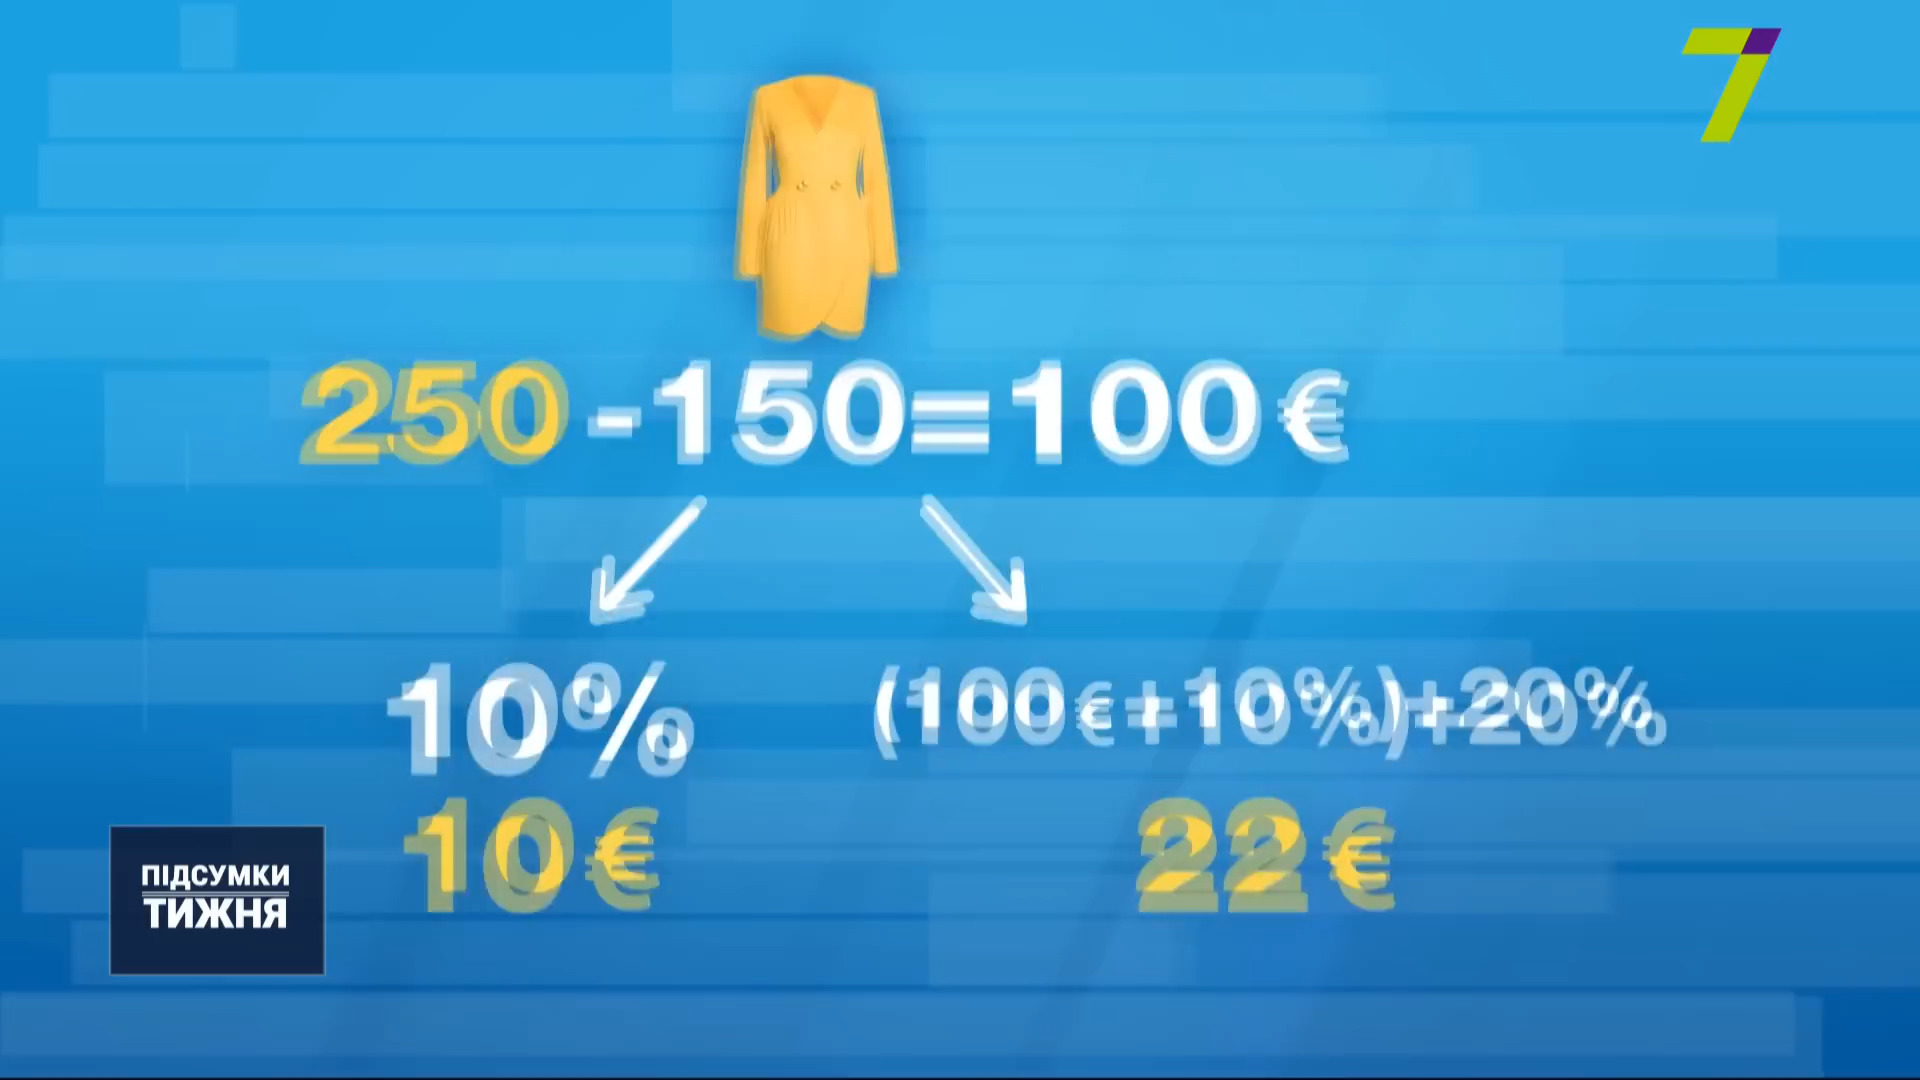 7
250 - 150 = 100 €
10%
(100€+10%)+20%
10 €
22 €
ПІДСУМКИ
ТИЖНЯ